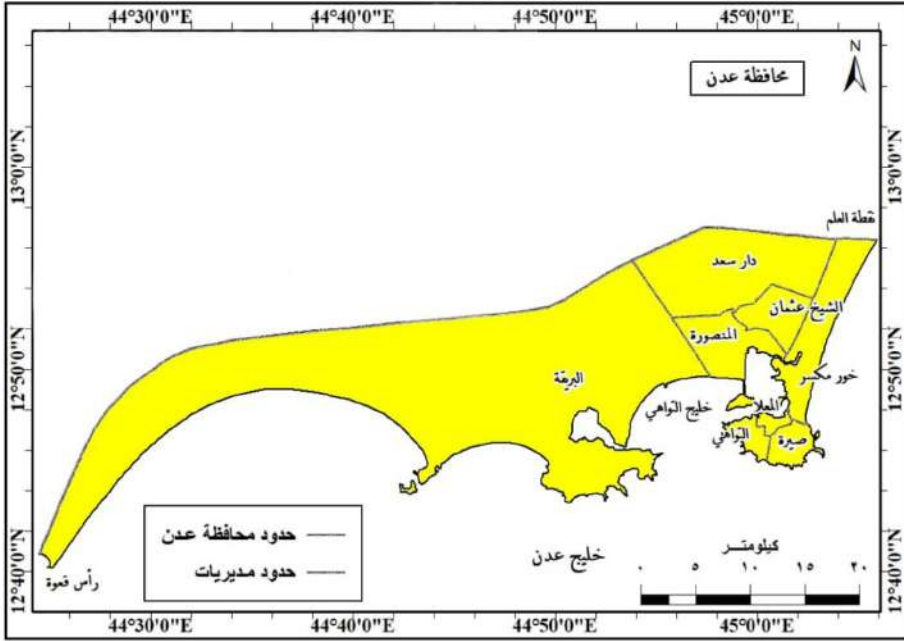 44°30'0"E 44°40'0"E 44°50'0"E 45°0'0"E
N
محافظة عدن
13°0'0"N 13°0'0"N
نقطة العلم
دار سعد
الشيخ عثمان
المنصورة
12°50'0"N 12°50'0"N
خور مكسر
البريقة
المعلا
خليج التواهي
التواهي
صيرة
حدود محافظة عدن
حدود مديريات
كيلومتـــر
٠ ٥ ١٠ ١٥ ٢٠
خليج عدن
رأس قعوة
12°40'0"N 12°40'0"N
44°30'0"E 44°40'0"E 44°50'0"E 45°0'0"E